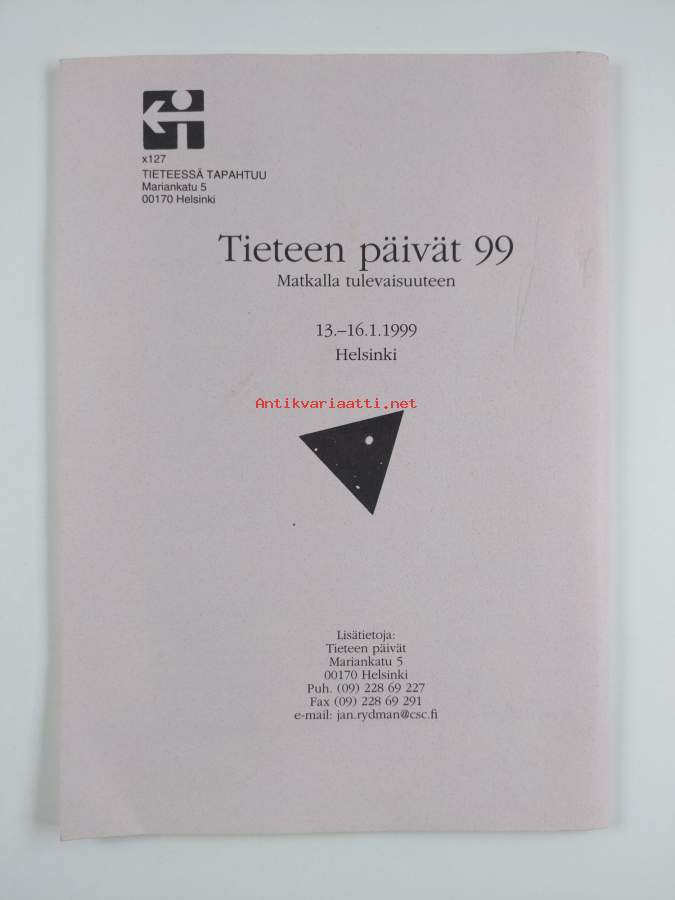 x127
TIETEESSÄ TAPAHTUU
Mariankatu 5
00170 Helsinki
Tieteen päivät 99
Matkalla tulevaisuuteen
13.–16.1.1999
Helsinki
Antikvariaatti.net
Lisätietoja:
Tieteen päivät
Mariankatu 5
00170 Helsinki
Puh. (09) 228 69 227
Fax (09) 228 69 291
e-mail: jan.rydman@csc.fi